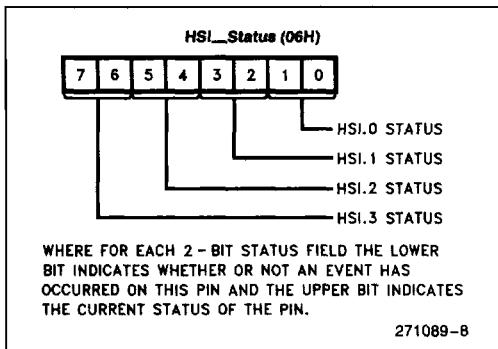 HSI_Status (06H)
7 6 5 4 3 2 1 0
HSI.0 STATUS
HSI.1 STATUS
HSI.2 STATUS
HSI.3 STATUS
WHERE FOR EACH 2-BIT STATUS FIELD THE LOWER
BIT INDICATES WHETHER OR NOT AN EVENT HAS
OCCURRED ON THIS PIN AND THE UPPER BIT INDICATES
THE CURRENT STATUS OF THE PIN.
271089-8